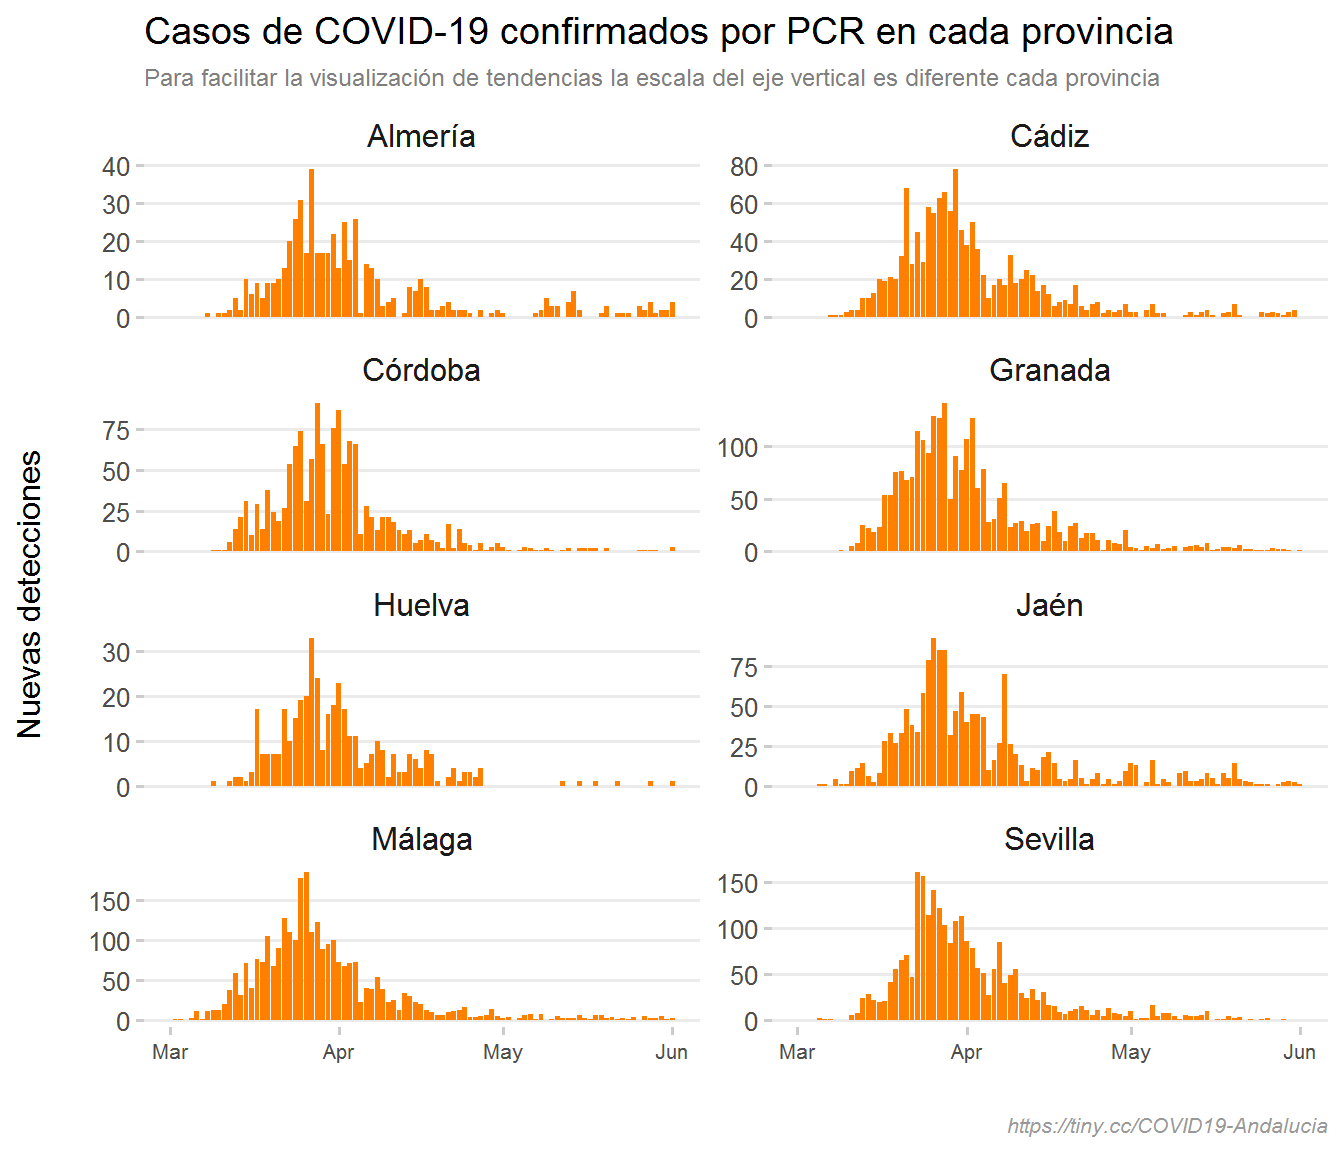 Casos de COVID-19 confirmados por PCR en cada provincia
Para facilitar la visualización de tendencias la escala del eje vertical es diferente cada provincia
Nuevas detecciones
Almería
40
30
20
10
0
Cádiz
80
60
40
20
0
Córdoba
75
50
25
0
Granada
100
50
0
Huelva
30
20
10
0
Jaén
75
50
25
0
Málaga
150
100
50
0
Mar Apr May Jun
Sevilla
150
100
50
0
Mar Apr May Jun
https://tiny.cc/COVID19-Andalucia